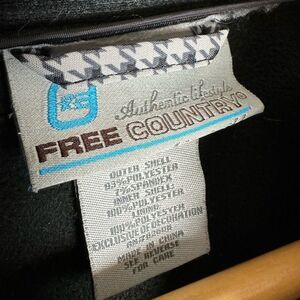 Authentic Lifestyle
FREE COUNTRY®
OUTER SHELL
93%POLYESTER
7%SPANDEX
INNER SHELL:
100%POLYESTER
LINING:
100%POLYESTER
EXCLUSIVE OF DECORATION
MADE IN CHINA
SEE REVERSE
FOR CARE